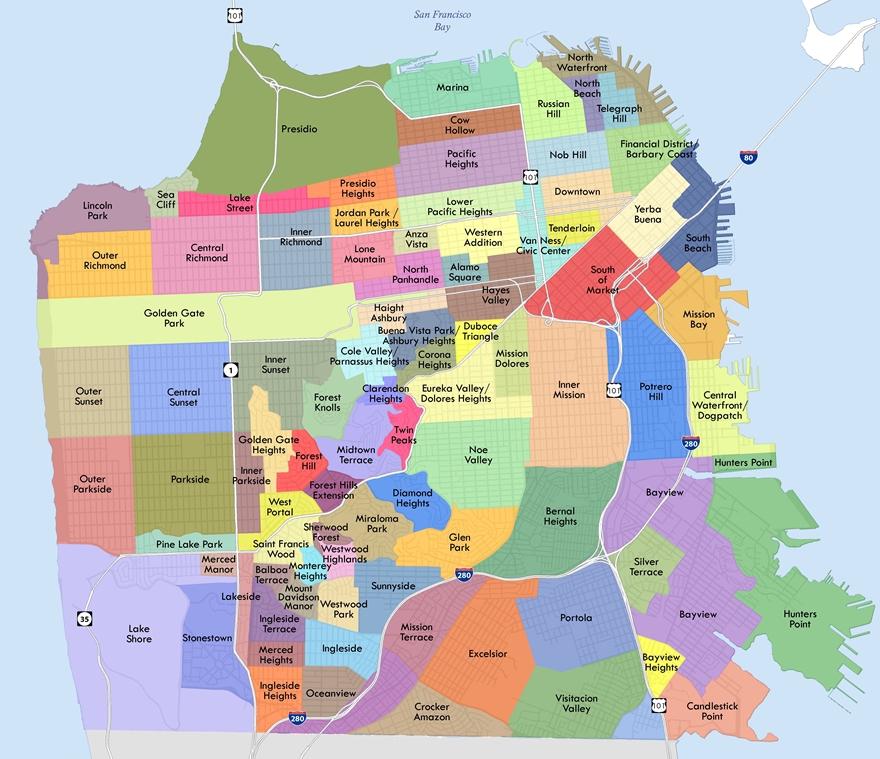 101
San Francisco
Bay
North
Waterfront
Marina
North
Beach
Russian
Hill
Telegraph
Hill
Presidio
Cow
Hollow
Financial District/
Barbary Coast
80
Pacific
Heights
Nob Hill
101
Presidio
Heights
Downtown
Sea
Cliff
Lake
Street
Lincoln
Park
Lower
Pacific Heights
Jordan Park /
Laurel Heights
Yerba
Buena
Inner
Richmond
Anza
Vista
Western
Addition
Tenderloin
Van Ness/
Civic Center
South
Beach
Outer
Richmond
Central
Richmond
Lone
Mountain
North
Panhandle
Alamo
Square
South
of
Market
Hayes
Valley
Golden Gate
Park
Haight
Ashbury
Mission
Bay
Buena Vista Park/
Ashbury Heights
Duboce
Triangle
Cole Valley/
Parnassus Heights
Corona
Heights
Mission
Dolores
1
Inner
Sunset
Outer
Sunset
Central
Sunset
Clarendon
Heights
Eureka Valley/
Dolores Heights
Inner
Mission
101
Potrero
Hill
Central
Waterfront/
Dogpatch
Forest
Knolls
Twin
Peaks
Golden Gate
Heights
280
Midtown
Terrace
Noe
Valley
Forest
Hill
Hunters Point
Outer
Parkside
Parkside
Inner
Parkside
Forest Hills
Extension
Diamond
Heights
Bayview
West
Portal
Miraloma
Park
Bernal
Heights
Sherwood
Forest
Glen
Park
Pine Lake Park
Saint Francis
Wood
Westwood
Highlands
Merced
Manor
Monterey
Heights
Balboa
Terrace
280
Silver
Terrace
Sunnyside
Lakeside
Mount
Davidson
Manor
Westwood
Park
35
Lake
Shore
Stonestown
Ingleside
Terrace
Mission
Terrace
Portola
Bayview
Hunters
Point
Merced
Heights
Ingleside
Excelsior
Bayview
Heights
Ingleside
Heights
Oceanview
Visitacion
Valley
101
Candlestick
Point
Crocker
Amazon
280